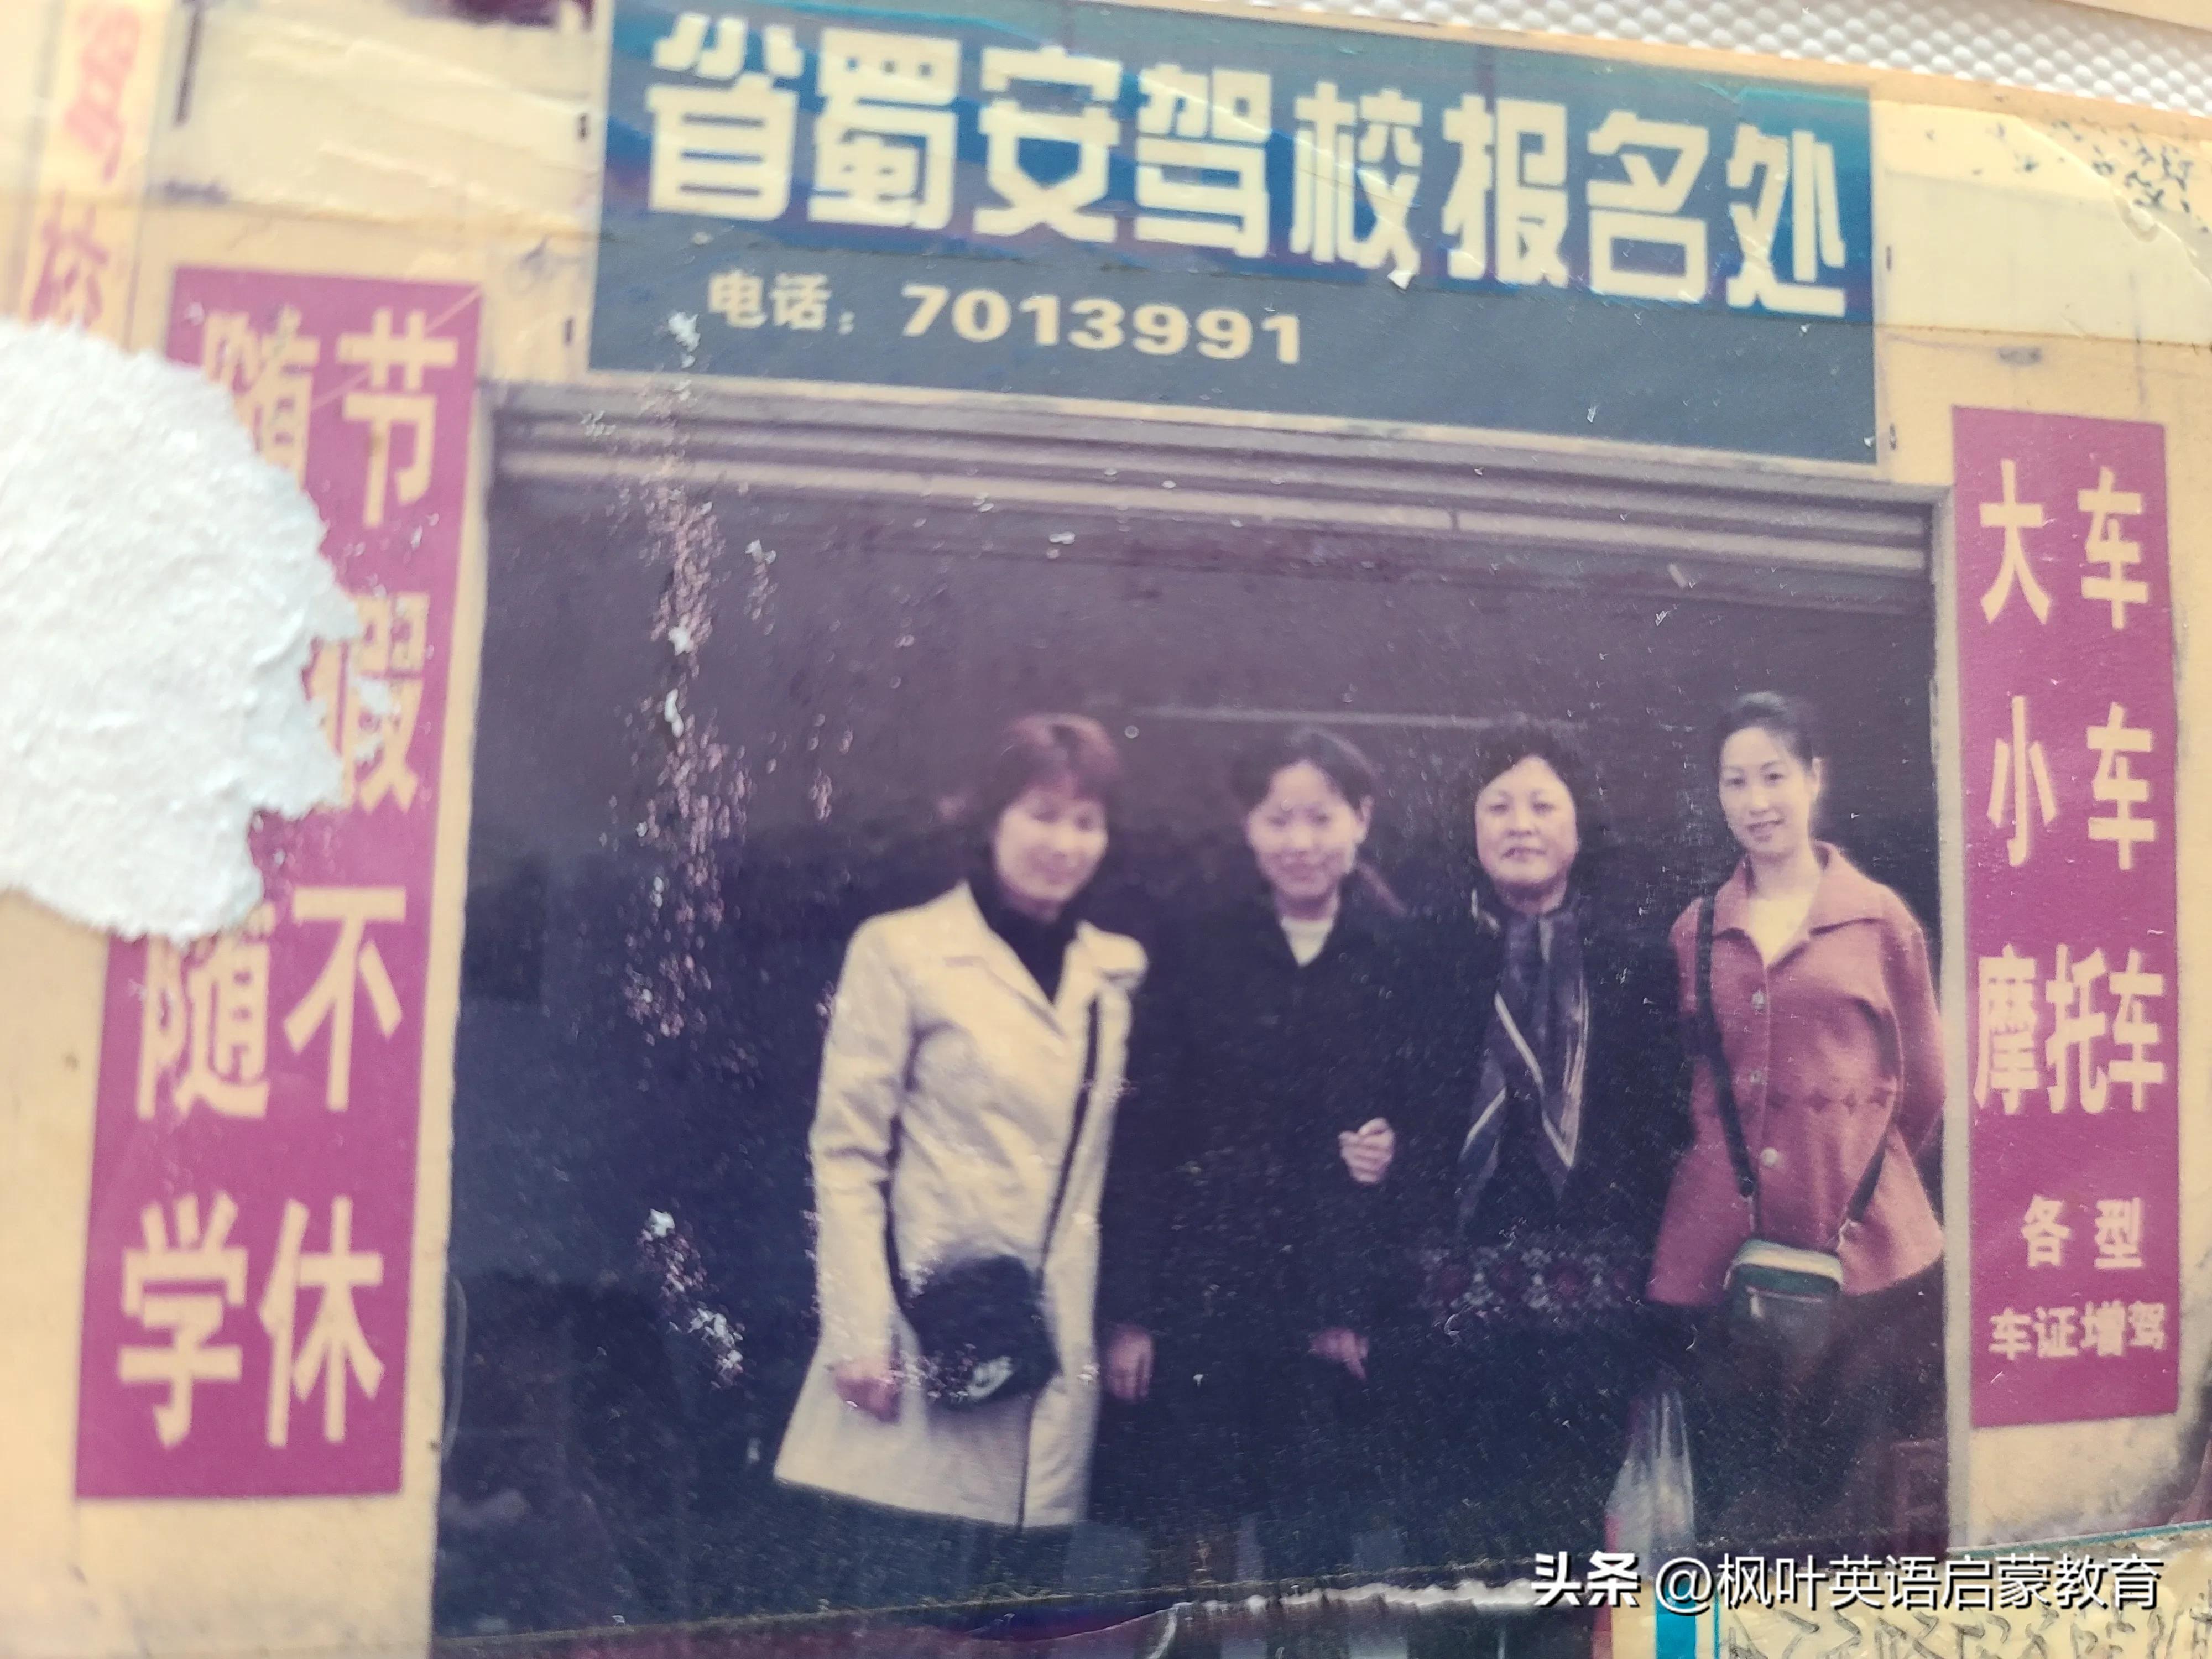 省蜀安驾校报名处
电话：7013991
随 节
假
随 不
学 休
大 车
小 车
摩托车
各 型
车证增驾
头条 @枫叶英语启蒙教育